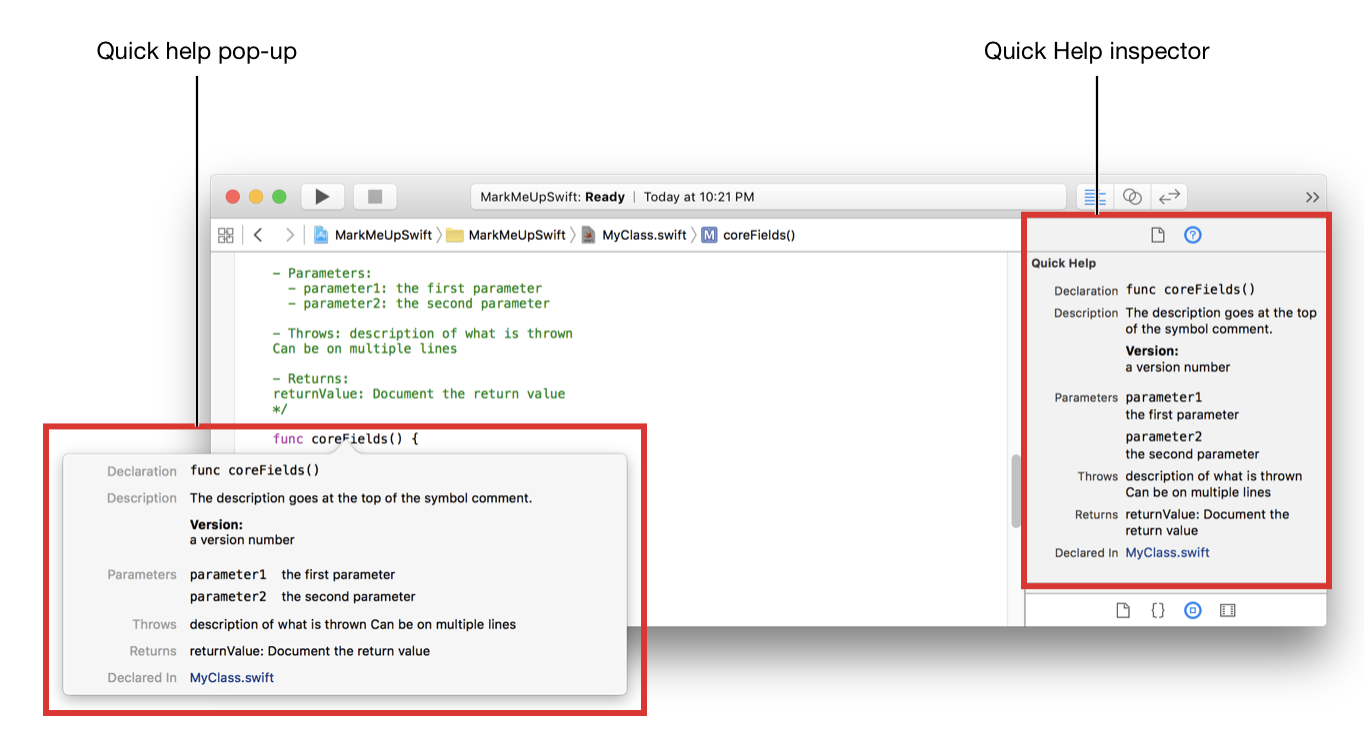 Quick help pop-up
Quick Help inspector
MarkMeUpSwift: Ready | Today at 10:21 PM
MarkMeUpSwift
MarkMeUpSwift
MyClass.swift
M
coreFields()
- Parameters:
- parameter1: the first parameter
- parameter2: the second parameter
- Throws: description of what is thrown
Can be on multiple lines
- Returns:
returnValue: Document the return value
*/
func coreFields() {
Declaration func coreFields()
Description The description goes at the top of the symbol comment.
Version:
a version number
Parameters parameter1 the first parameter
parameter2 the second parameter
Throws description of what is thrown Can be on multiple lines
Returns returnValue: Document the return value
Declared In MyClass.swift
Quick Help
Declaration func coreFields()
Description The description goes at the top
of the symbol comment.
Version:
a version number
Parameters parameter1
the first parameter
parameter2
the second parameter
Throws description of what is thrown
Can be on multiple lines
Returns returnValue: Document the
return value
Declared In MyClass.swift